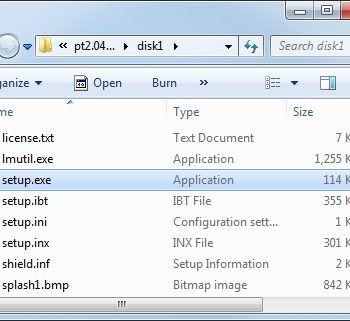 « pt2.04... ▸ disk1 ▸ Search disk1
anize ▾ Open Burn »
me Type Size
license.txt Text Document 7 K
lmutil.exe Application 1,255 K
setup.exe Application 114 K
setup.ibt IBT File 355 K
setup.ini Configuration sett... 1 K
setup.inx INX File 301 K
shield.inf Setup Information 2 K
splash1.bmp Bitmap image 842 K